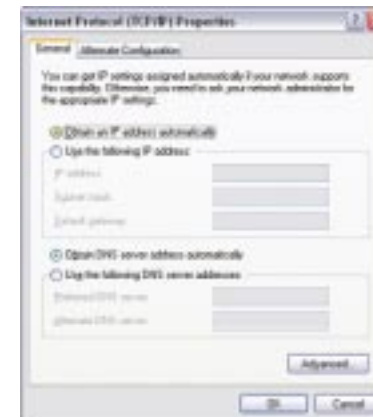 Internet Protocol (TCP/IP) Properties
General Alternate Configuration
You can get IP settings assigned automatically if your network supports
this capability. Otherwise, you need to ask your network administrator for
the appropriate IP settings.
Obtain an IP address automatically
Use the following IP address
IP address
Subnet mask
Default gateway
Obtain DNS server address automatically
Use the following DNS server addresses
Preferred DNS server
Alternate DNS server
Advanced...
OK Cancel